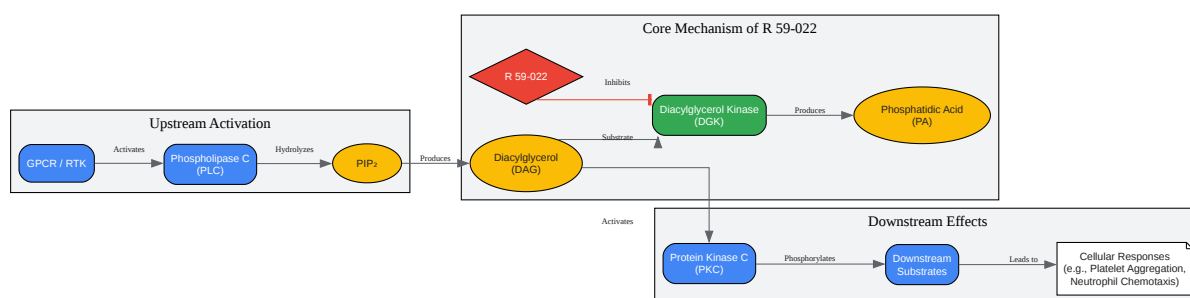 Core Mechanism of R 59-022
R 59-022
Inhibits
Diacylglycerol Kinase
(DGK)
Produces
Phosphatidic Acid
(PA)
Upstream Activation
GPCR / RTK
Activates
Phospholipase C
(PLC)
Hydrolyzes
PIP₂
Produces
Diacylglycerol
(DAG)
Substrate
Activates
Downstream Effects
Protein Kinase C
(PKC)
Phosphorylates
Downstream
Substrates
Leads to
Cellular Responses
(e.g., Platelet Aggregation,
Neutrophil Chemotaxis)